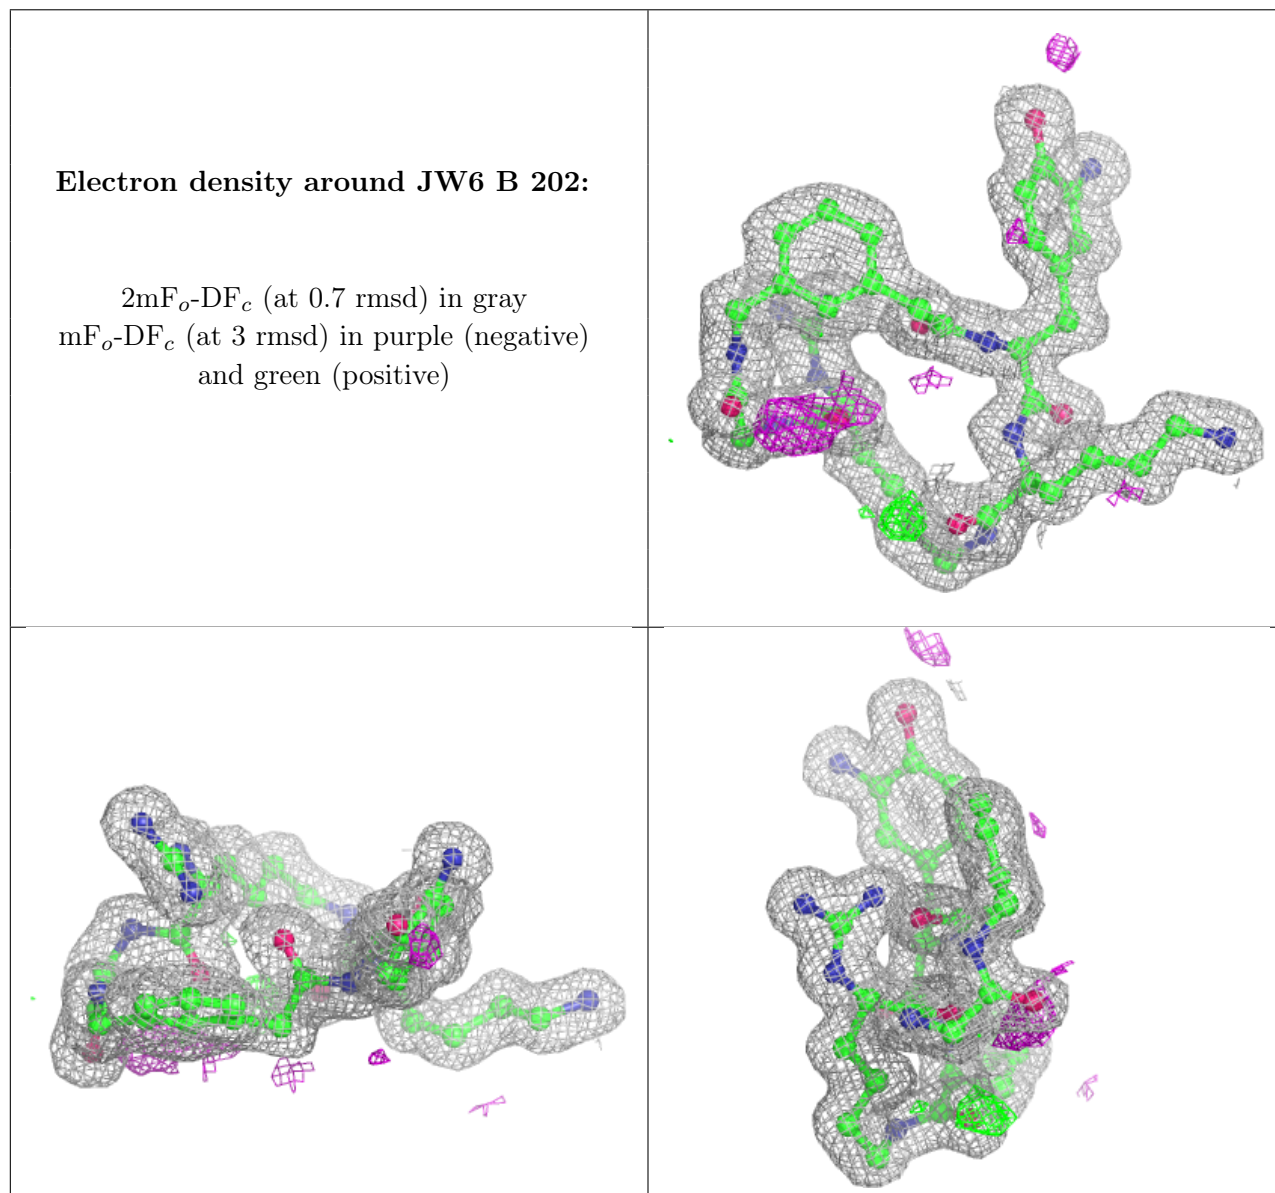 Electron density around JW6 B 202:
2mFo-DFc (at 0.7 rmsd) in gray
mFo-DFc (at 3 rmsd) in purple (negative)
and green (positive)